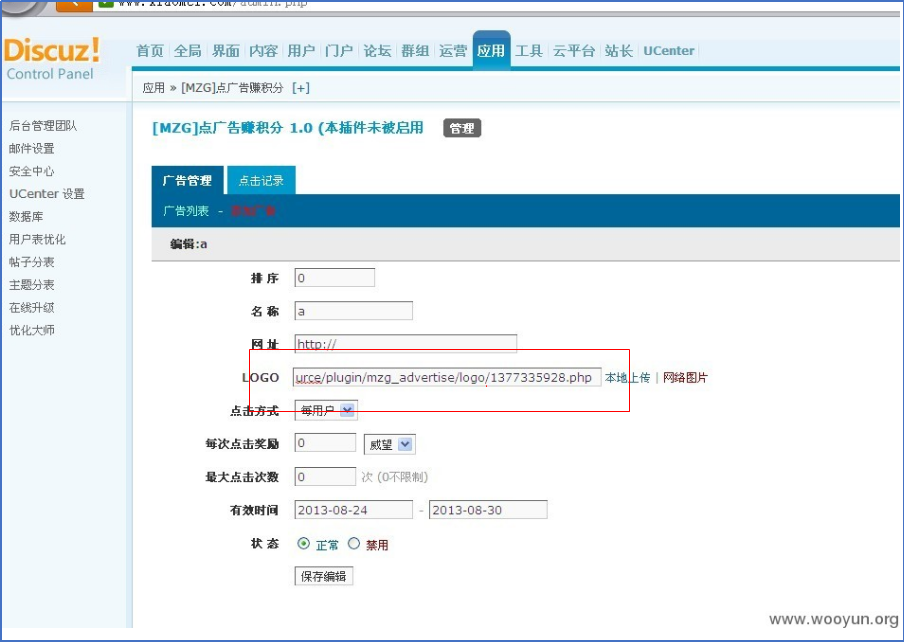 Discuz!
Control Panel
首页 全局 界面 内容 用户 门户 论坛 群组 运营 应用 工具 云平台 站长 UCenter
应用 » [MZG]点广告赚积分 [+]
后台管理团队
邮件设置
安全中心
UCenter 设置
数据库
用户表优化
帖子分表
主题分表
在线升级
优化大师
[MZG]点广告赚积分 1.0 (本插件未被启用 管理
广告管理 点击记录
广告列表 -
编辑:a
排 序 0
名 称 a
网 址 http://
LOGO urce/plugin/mzg_advertise/logo/1377335928.php 本地上传 | 网络图片
点击方式 每用户
每次点击奖励 0 威望
最大点击次数 0 次 (0不限制)
有效时间 2013-08-24 - 2013-08-30
状 态 正常 禁用
保存编辑
www.wooyun.org